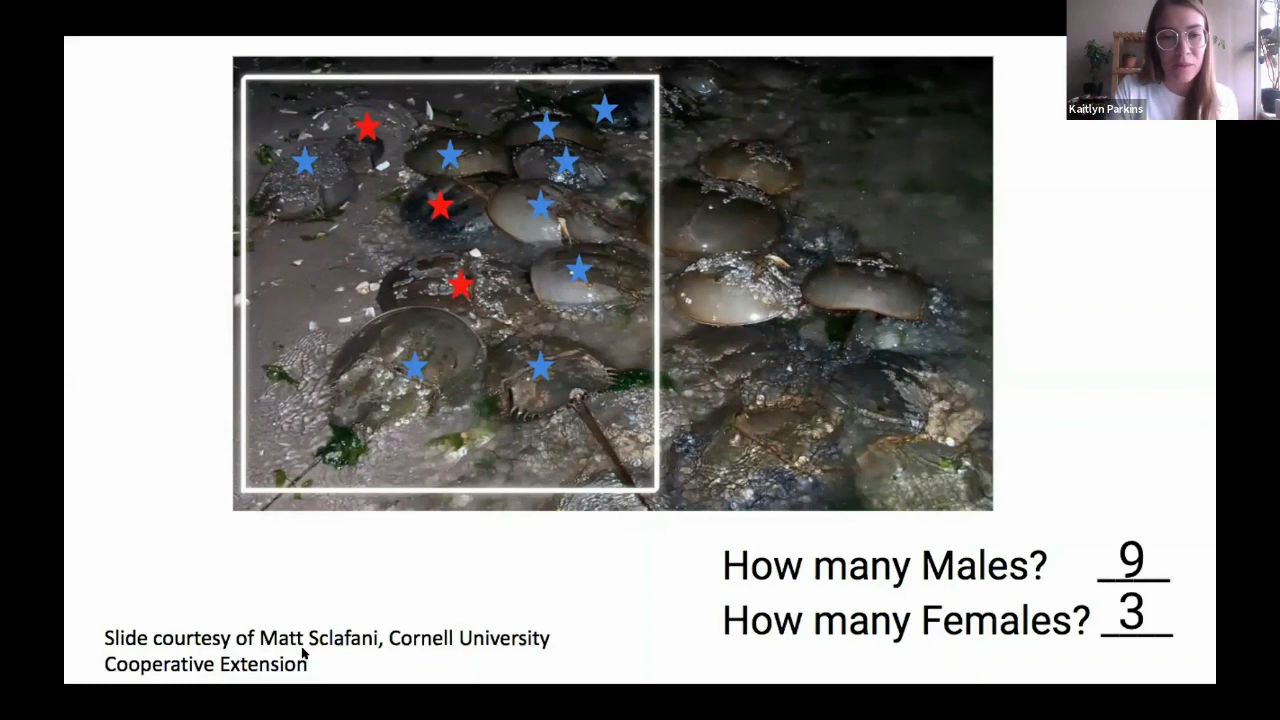 Kaitlyn Parkins
How many Males? 9
How many Females? 3
Slide courtesy of Matt Sclafani, Cornell University
Cooperative Extension